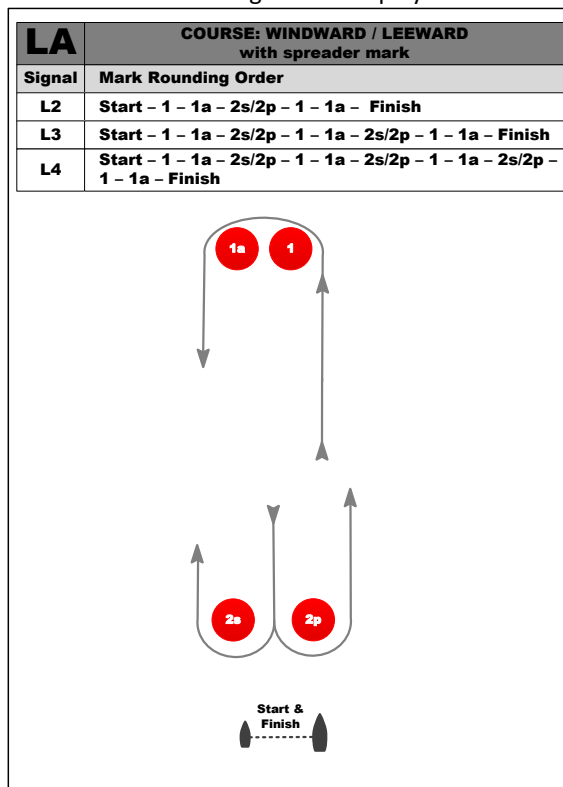 LA
COURSE: WINDWARD / LEEWARD
with spreader mark
Signal Mark Rounding Order
L2 Start – 1 – 1a – 2s/2p – 1 – 1a – Finish
L3 Start – 1 – 1a – 2s/2p – 1 – 1a – 2s/2p – 1 – 1a – Finish
L4 Start – 1 – 1a – 2s/2p – 1 – 1a – 2s/2p – 1 – 1a – 2s/2p –
1 – 1a – Finish
1a 1
2s 2p
Start &
Finish